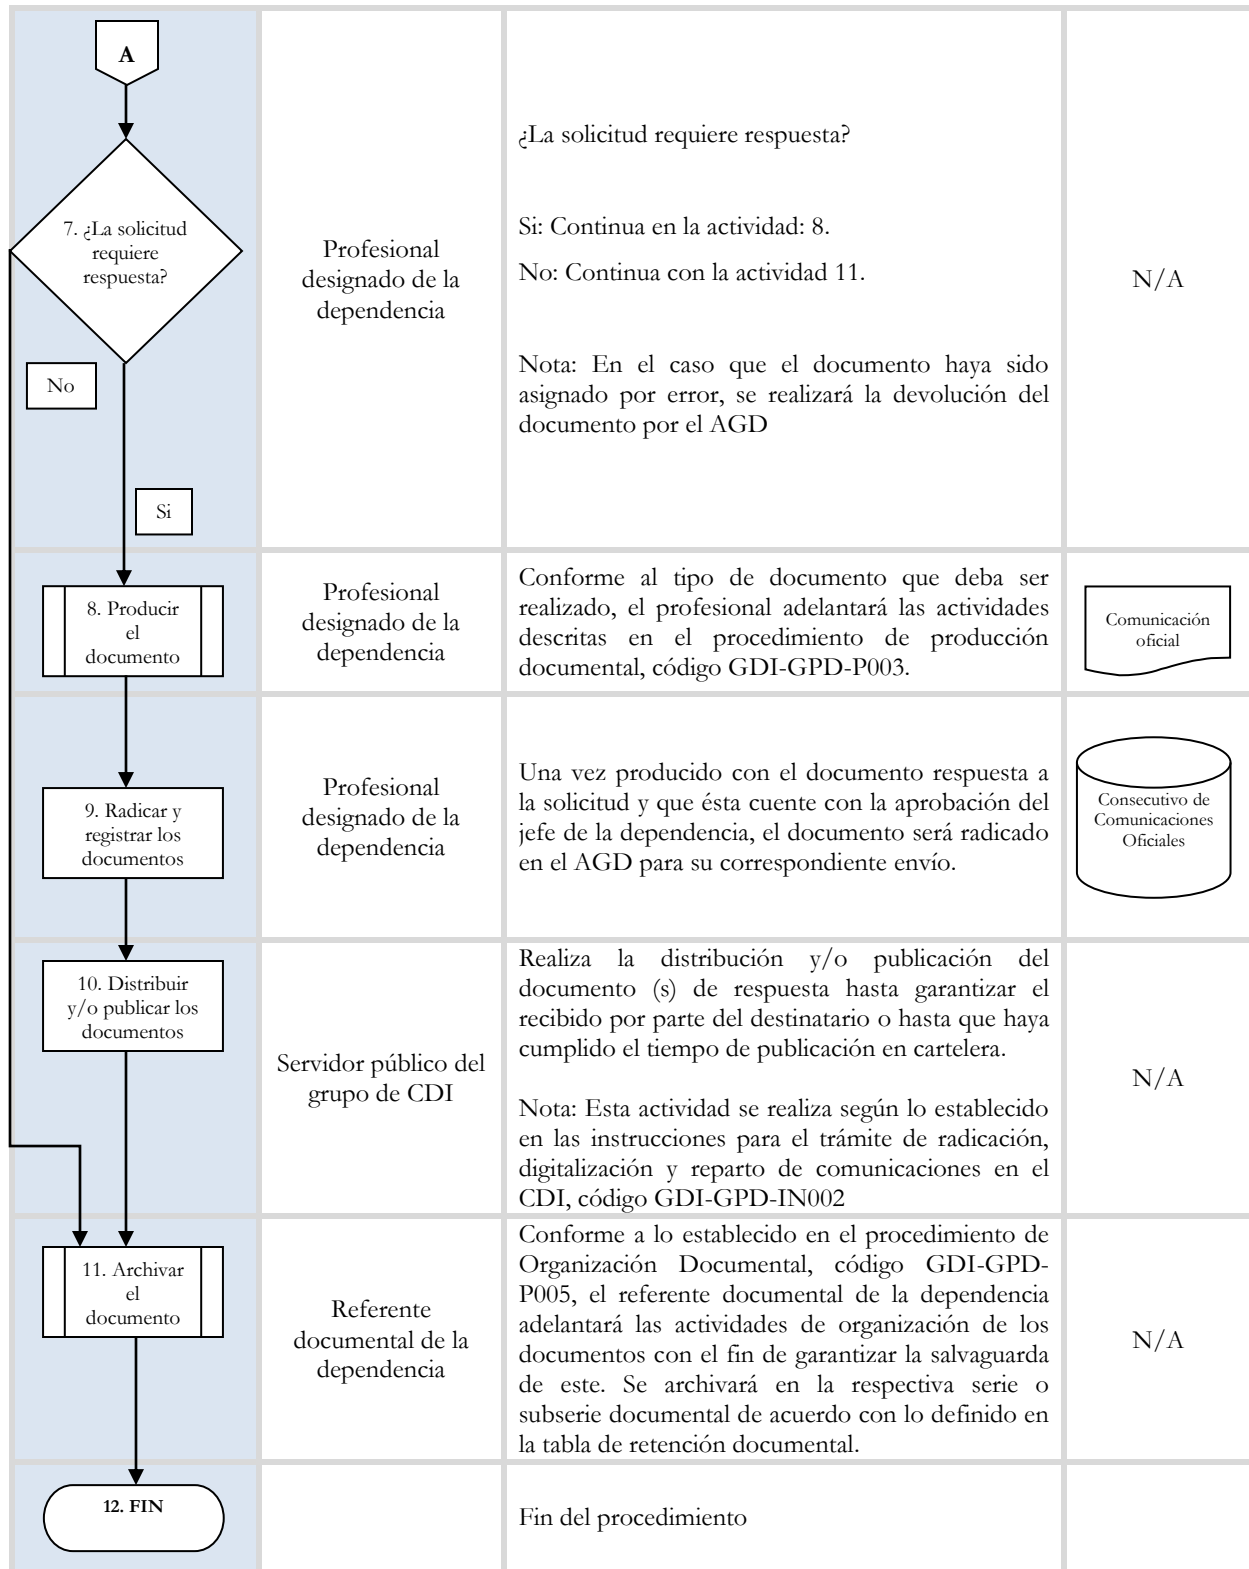 A
7. ¿La solicitud
requiere
respuesta?
No
Si
Profesional
designado de la
dependencia
¿La solicitud requiere respuesta?
Si: Continua en la actividad: 8.
No: Continua con la actividad 11.
Nota: En el caso que el documento haya sido
asignado por error, se realizará la devolución del
documento por el AGD
N/A
8. Producir
el
documento
Profesional
designado de la
dependencia
Conforme al tipo de documento que deba ser
realizado, el profesional adelantará las actividades
descritas en el procedimiento de producción
documental, código GDI-GPD-P003.
Comunicación
oficial
9. Radicar y
registrar los
documentos
Profesional
designado de la
dependencia
Una vez producido con el documento respuesta a
la solicitud y que ésta cuente con la aprobación del
jefe de la dependencia, el documento será radicado
en el AGD para su correspondiente envío.
Consecutivo de
Comunicaciones
Oficiales
10. Distribuir
y/o publicar los
documentos
Servidor público del
grupo de CDI
Realiza la distribución y/o publicación del
documento (s) de respuesta hasta garantizar el
recibido por parte del destinatario o hasta que haya
cumplido el tiempo de publicación en cartelera.
Nota: Esta actividad se realiza según lo establecido
en las instrucciones para el trámite de radicación,
digitalización y reparto de comunicaciones en el
CDI, código GDI-GPD-IN002
N/A
11. Archivar
el
documento
Referente
documental de la
dependencia
Conforme a lo establecido en el procedimiento de
Organización Documental, código GDI-GPD-
P005, el referente documental de la dependencia
adelantará las actividades de organización de los
documentos con el fin de garantizar la salvaguarda
de este. Se archivará en la respectiva serie o
subserie documental de acuerdo con lo definido en
la tabla de retención documental.
N/A
12. FIN
Fin del procedimiento